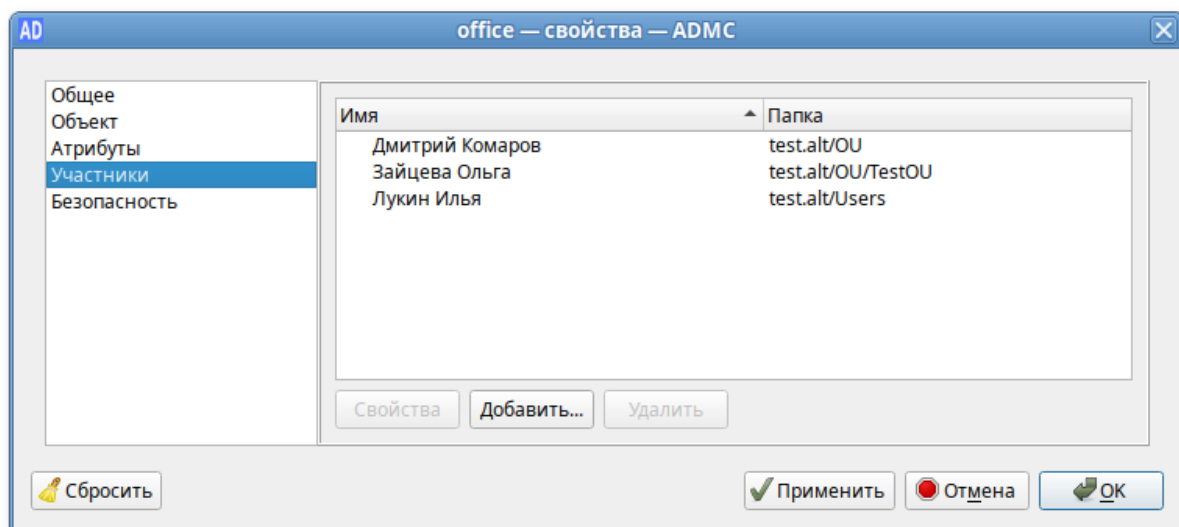 AD office — свойства — ADMC
Общее
Объект
Атрибуты
Участники
Безопасность
Имя Папка
Дмитрий Комаров test.alt/OU
Зайцева Ольга test.alt/OU/TestOU
Лукин Илья test.alt/Users
Свойства Добавить... Удалить
Сбросить Применить Отмена OK